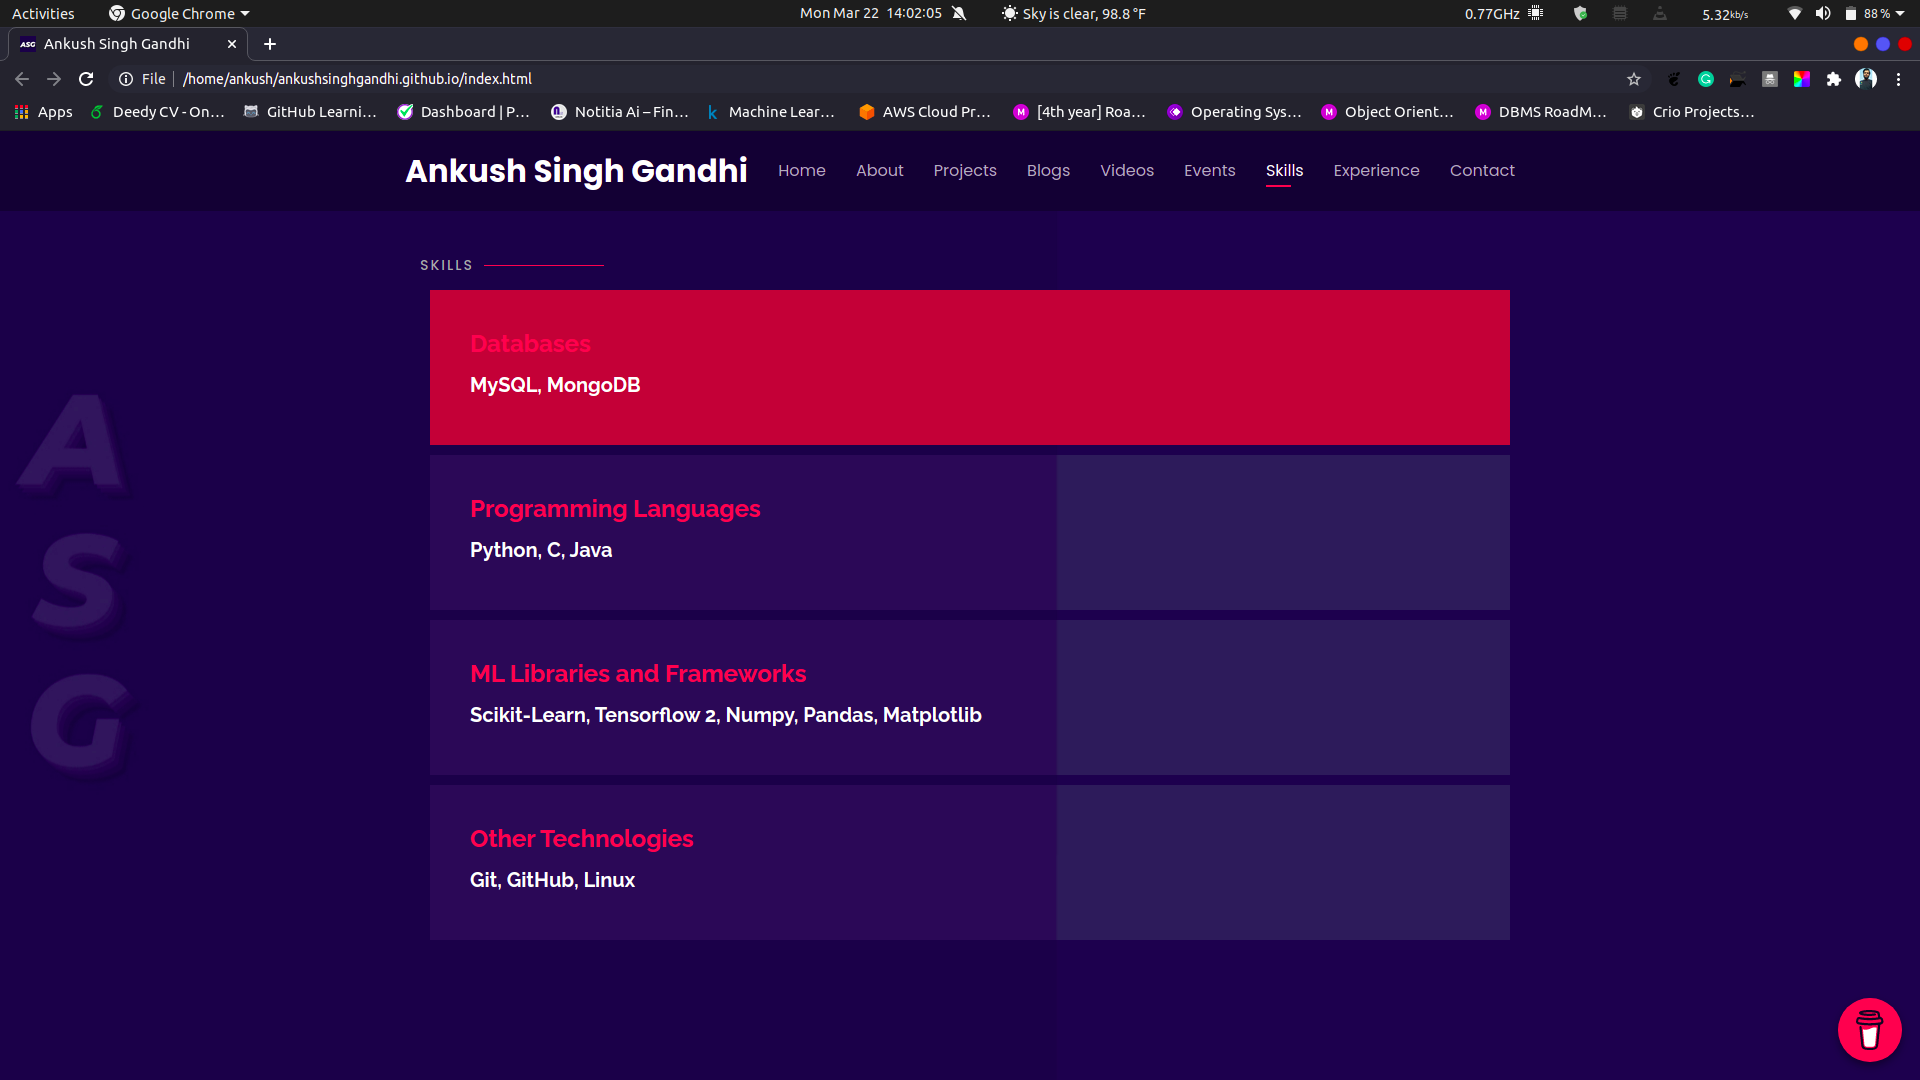 Activities Google Chrome Mon Mar 22 14:02:05 Sky is clear, 98.8 °F 0.77GHz 5.32kb/s 88 %
ASG Ankush Singh Gandhi
File /home/ankush/ankushsinghgandhi.github.io/index.html
Apps Deedy CV - On... GitHub Learni... Dashboard | P... Notitia Ai – Fin... Machine Lear... AWS Cloud Pr... [4th year] Roa... Operating Sys... Object Orient... DBMS RoadM... Crio Projects...
Ankush Singh Gandhi Home About Projects Blogs Videos Events Skills Experience Contact
SKILLS
Databases
MySQL, MongoDB
Programming Languages
Python, C, Java
ML Libraries and Frameworks
Scikit-Learn, Tensorflow 2, Numpy, Pandas, Matplotlib
Other Technologies
Git, GitHub, Linux
A
S
G